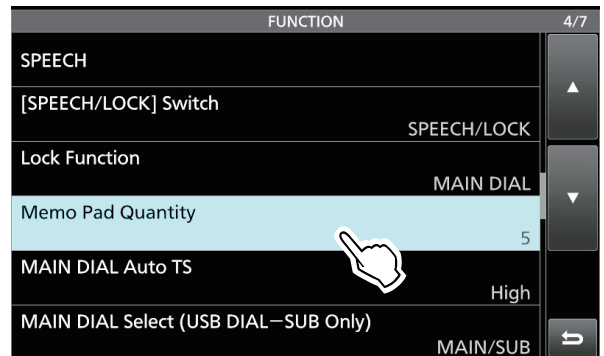 FUNCTION 4/7
SPEECH
[SPEECH/LOCK] Switch
SPEECH/LOCK
Lock Function
MAIN DIAL
Memo Pad Quantity
5
MAIN DIAL Auto TS
High
MAIN DIAL Select (USB DIAL−SUB Only)
MAIN/SUB